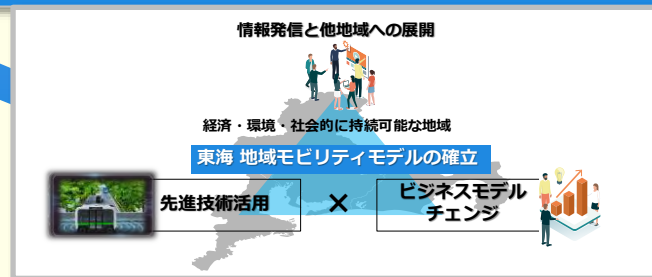 情報発信と他地域への展開
経済・環境・社会的に持続可能な地域
東海 地域モビリティモデルの確立
先進技術活用
×
ビジネスモデル
チェンジ